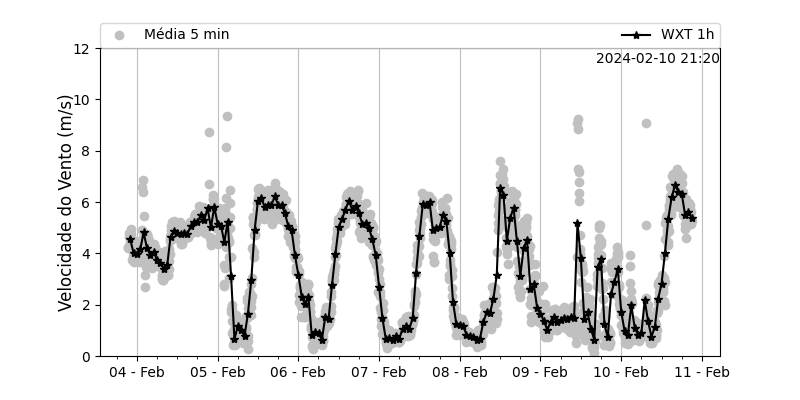 Média 5 min WXT 1h
2024-02-10 21:20
Velocidade do Vento (m/s)
12
10
8
6
4
2
0
04 - Feb 05 - Feb 06 - Feb 07 - Feb 08 - Feb 09 - Feb 10 - Feb 11 - Feb